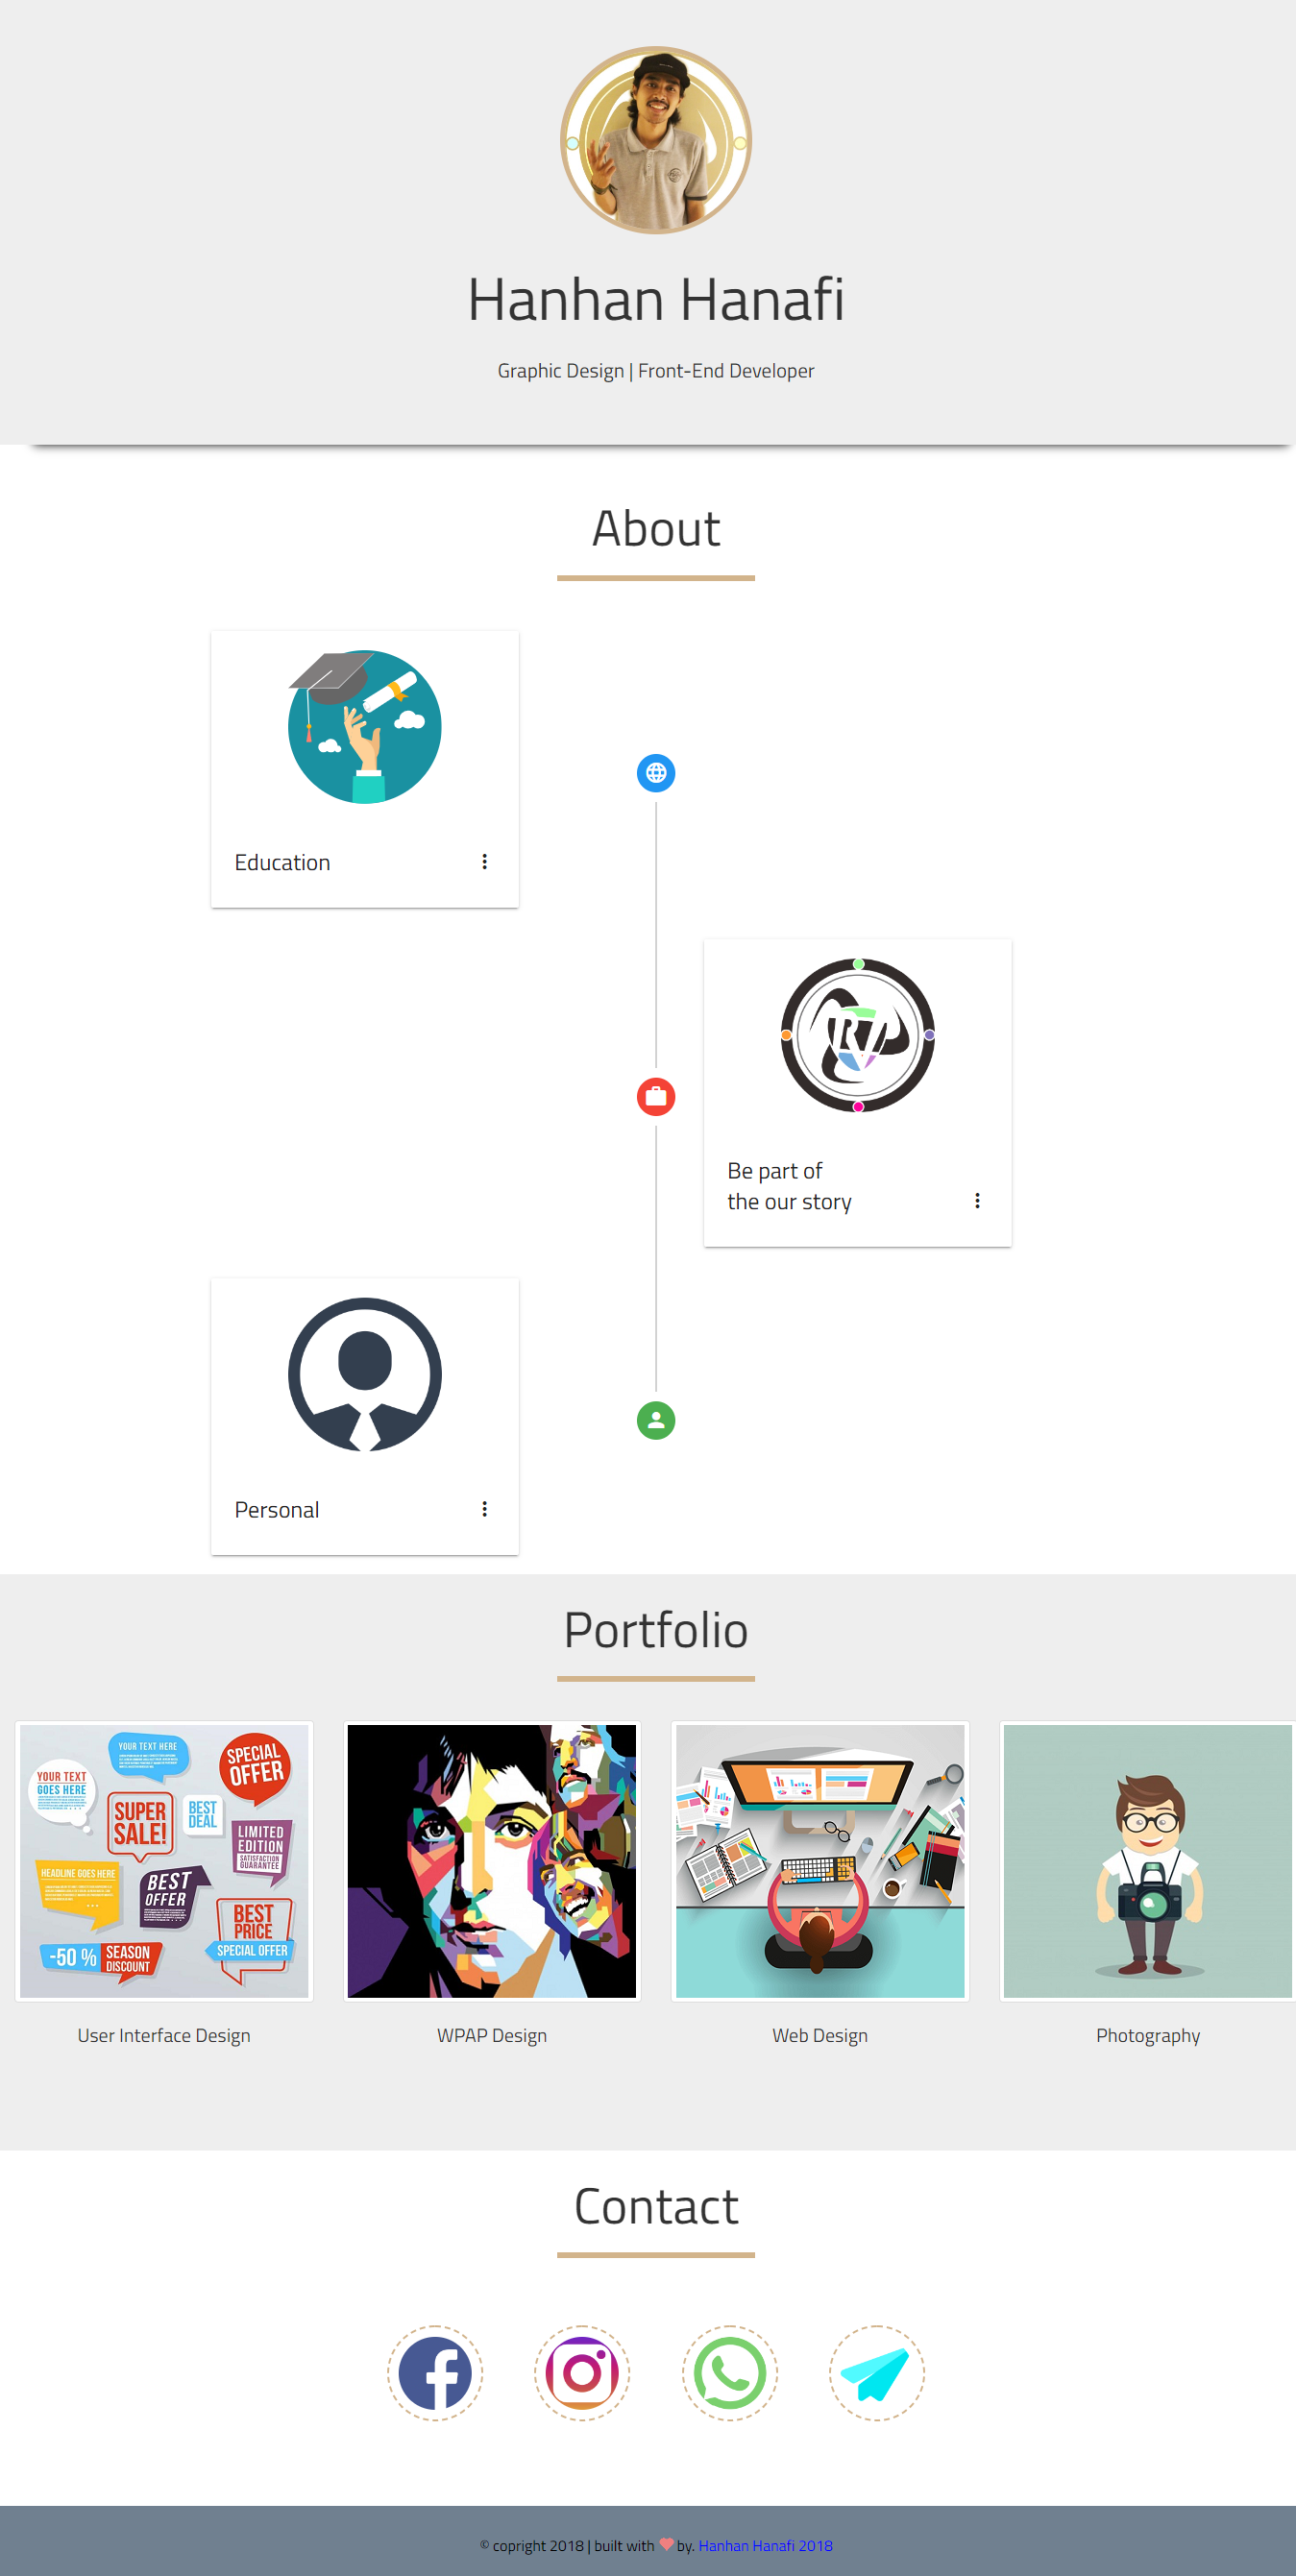 Hanhan Hanafi
Graphic Design | Front-End Developer
About
Education
Be part of
the our story
Personal
Portfolio
YOUR TEXT HERE
SPECIAL
OFFER
YOUR TEXT
GOES HERE
SUPER
SALE!
BEST
DEAL
LIMITED
EDITION
SATISFACTION
GUARANTEE
HEADLINE GOES HERE
BEST
OFFER
BEST
PRICE
SPECIAL OFFER
-50 %
SEASON
DISCOUNT
User Interface Design
WPAP Design
Web Design
Photography
Contact
© copright 2018 | built with ❤ by. Hanhan Hanafi 2018